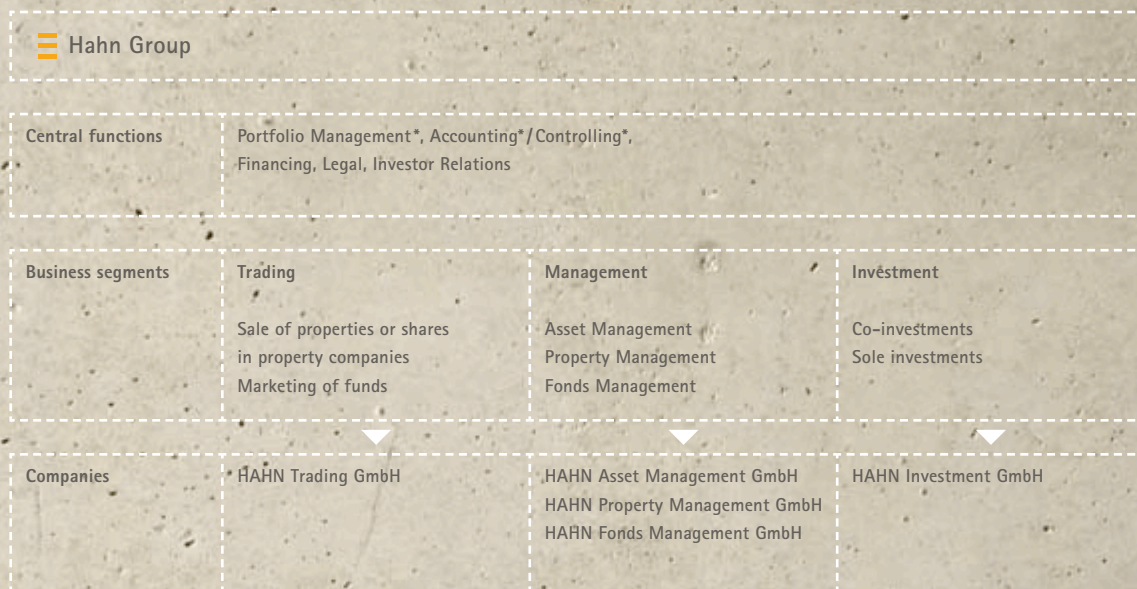 Hahn Group
Central functions
Portfolio Management*, Accounting*/Controlling*,
Financing, Legal, Investor Relations
Business segments
Trading
Sale of properties or shares
in property companies
Marketing of funds
Management
Asset Management
Property Management
Fonds Management
Investment
Co-investments
Sole investments
Companies
HAHN Trading GmbH
HAHN Asset Management GmbH
HAHN Property Management GmbH
HAHN Fonds Management GmbH
HAHN Investment GmbH